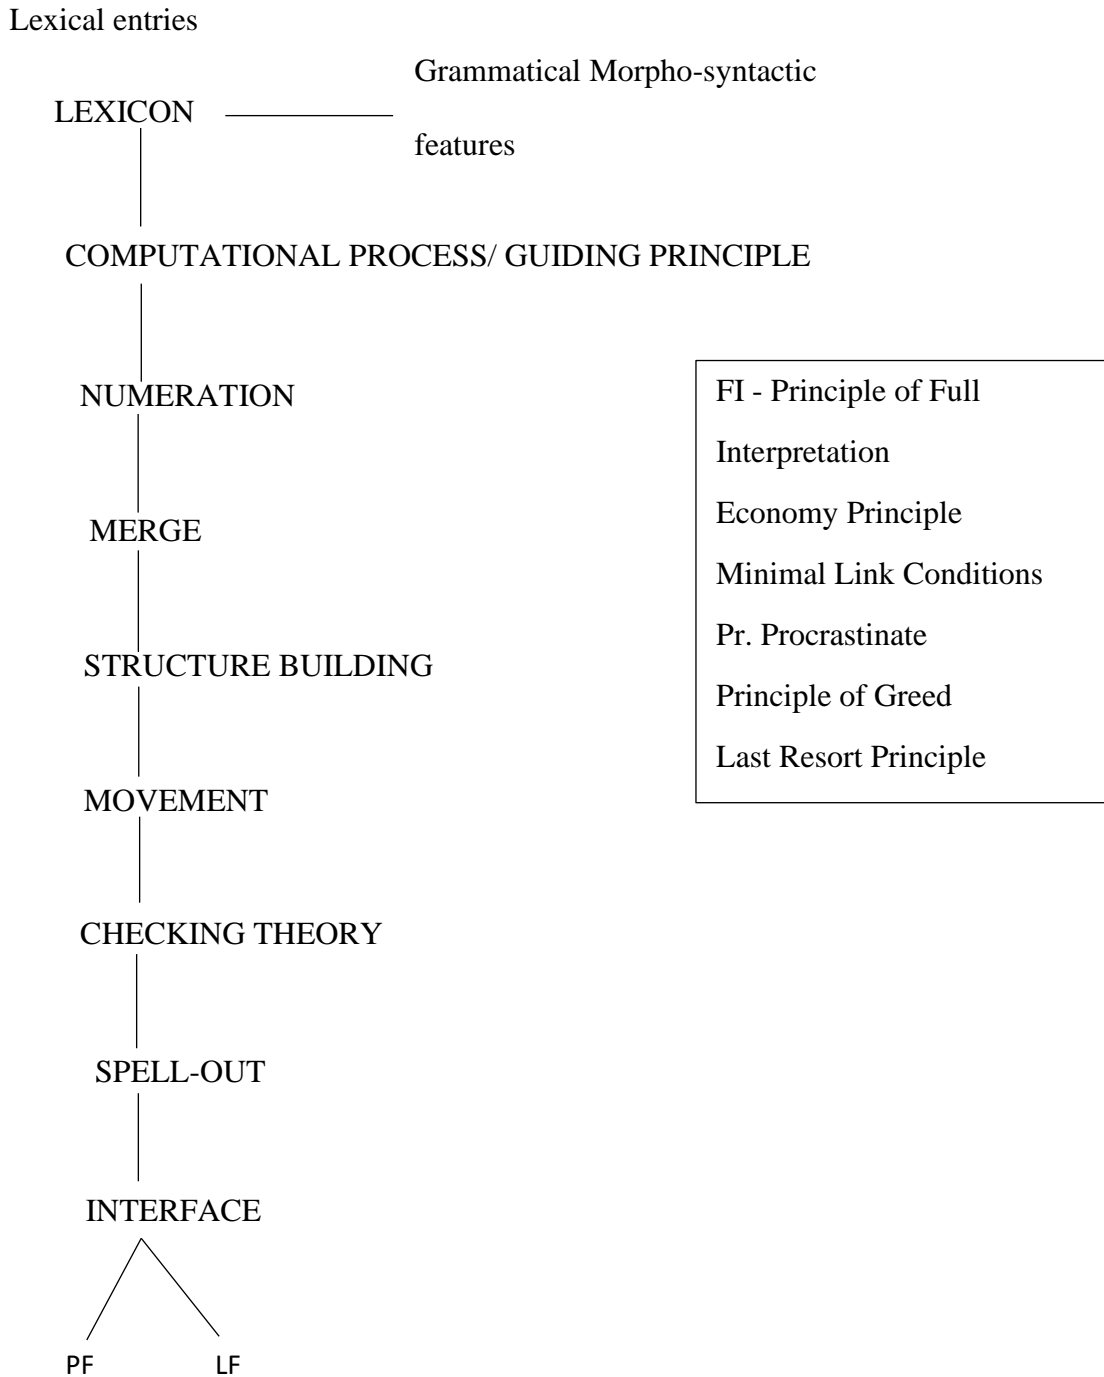 Lexical entries
Grammatical Morpho-syntactic
LEXICON
features
COMPUTATIONAL PROCESS/ GUIDING PRINCIPLE
NUMERATION
MERGE
STRUCTURE BUILDING
MOVEMENT
CHECKING THEORY
SPELL-OUT
INTERFACE
PF LF
FI - Principle of Full
Interpretation
Economy Principle
Minimal Link Conditions
Pr. Procrastinate
Principle of Greed
Last Resort Principle